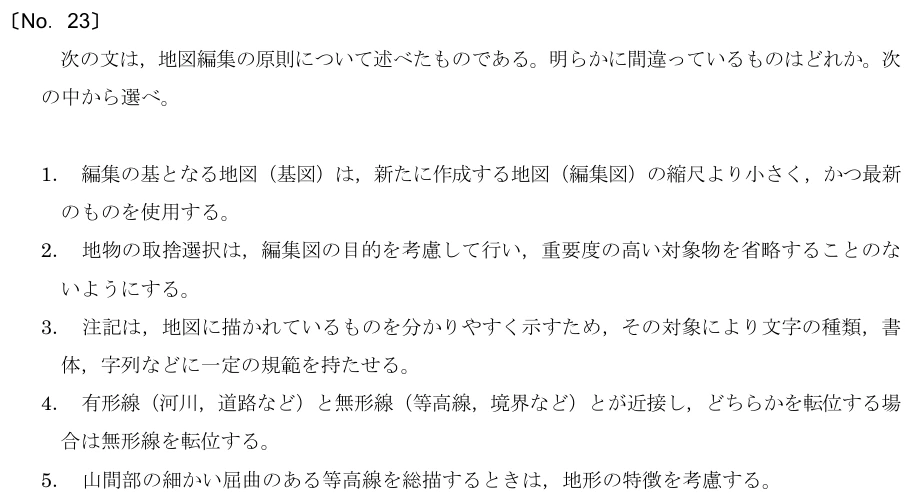 〔No. 23〕
次の文は，地図編集の原則について述べたものである。明らかに間違っているものはどれか。次
の中から選べ。
1. 編集の基となる地図（基図）は，新たに作成する地図（編集図）の縮尺より小さく，かつ最新
のものを使用する。
2. 地物の取捨選択は，編集図の目的を考慮して行い，重要度の高い対象物を省略することのな
いようにする。
3. 注記は，地図に描かれているものを分かりやすく示すため，その対象により文字の種類，書
体，字列などに一定の規範を持たせる。
4. 有形線（河川，道路など）と無形線（等高線，境界など）とが近接し，どちらかを転位する場
合は無形線を転位する。
5. 山間部の細かい屈曲のある等高線を総描するときは，地形の特徴を考慮する。